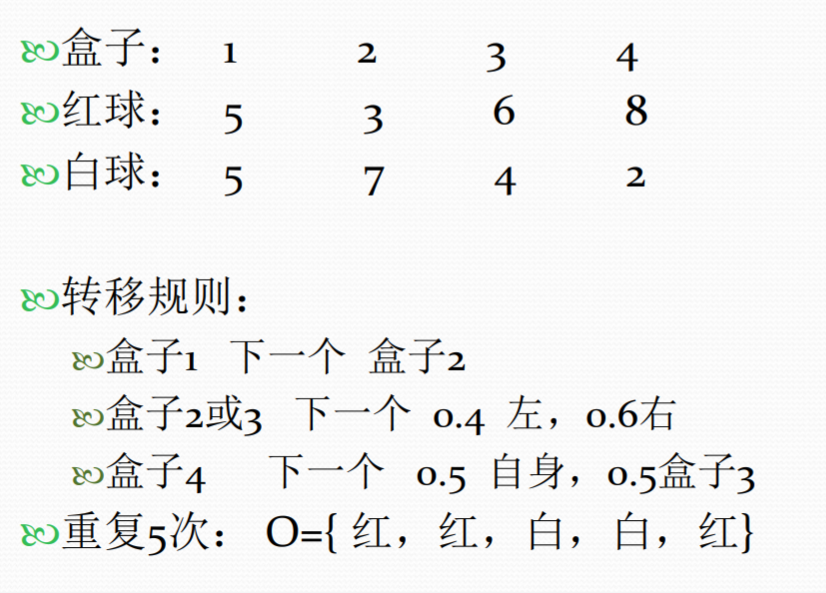 盒子： 1 2 3 4
红球： 5 3 6 8
白球： 5 7 4 2
转移规则：
盒子1 下一个 盒子2
盒子2或3 下一个 0.4 左，0.6右
盒子4 下一个 0.5 自身，0.5盒子3
重复5次： O={ 红，红，白，白，红}